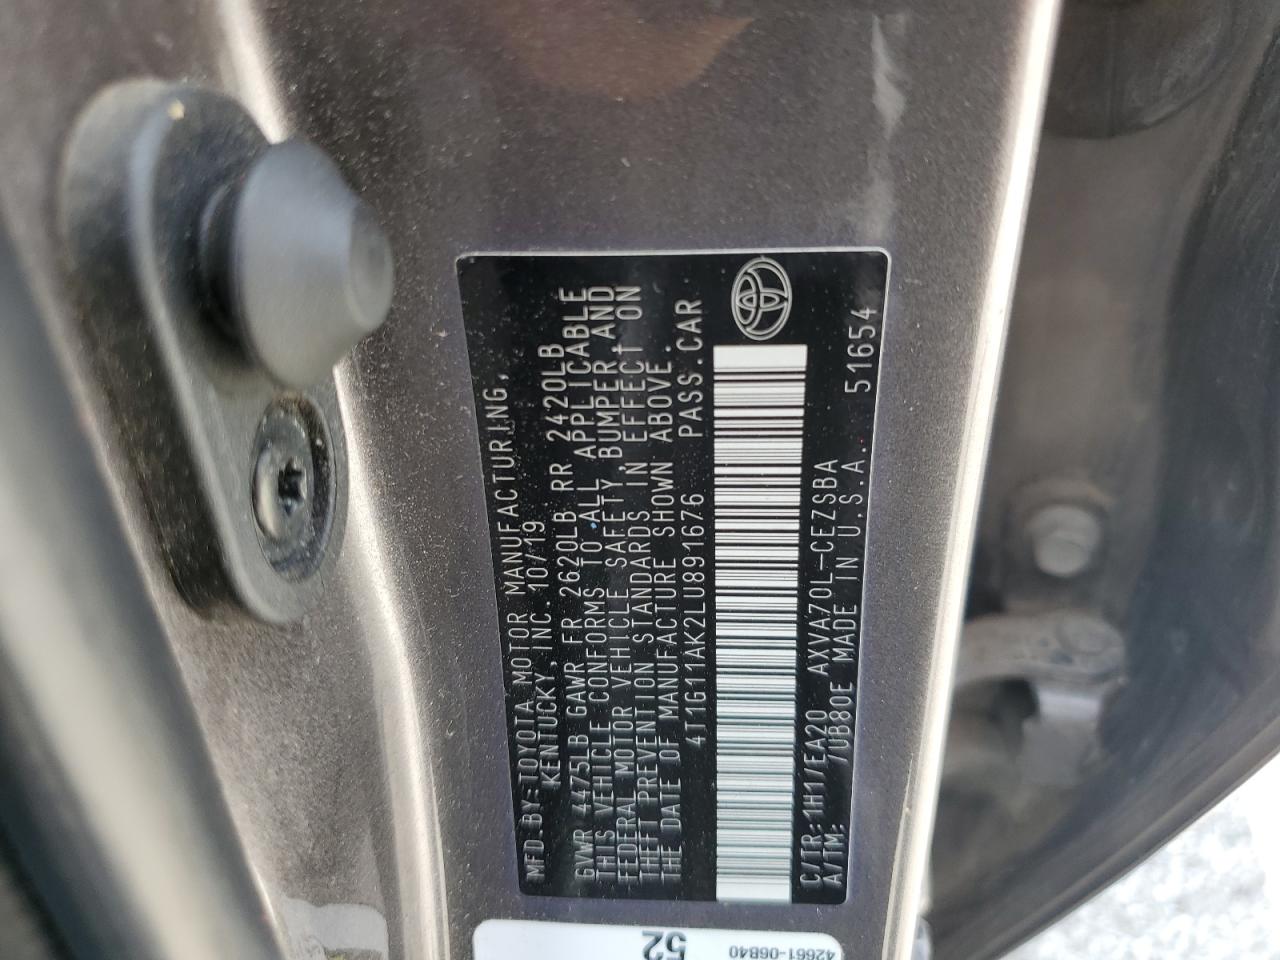 MFD.BY:TOYOTA MOTOR MANUFACTURING,
KENTUCKY, INC. 10/19
GVWR 4475LB GAWR FR 2620LB RR 2420LB
THIS VEHICLE CONFORMS TO ALL APPLICABLE
FEDERAL MOTOR VEHICLE SAFETY, BUMPER, AND
THEFT PREVENTION STANDARDS IN EFFECT ON
THE DATE OF MANUFACTURE SHOWN ABOVE.
4T1G11AK2LU891676 PASS.CAR
C/TR:1H1/EA20 AXVA70L-CEZSBA
A/TM: /UB80E MADE IN U.S.A. 51654
52
42661-06B40